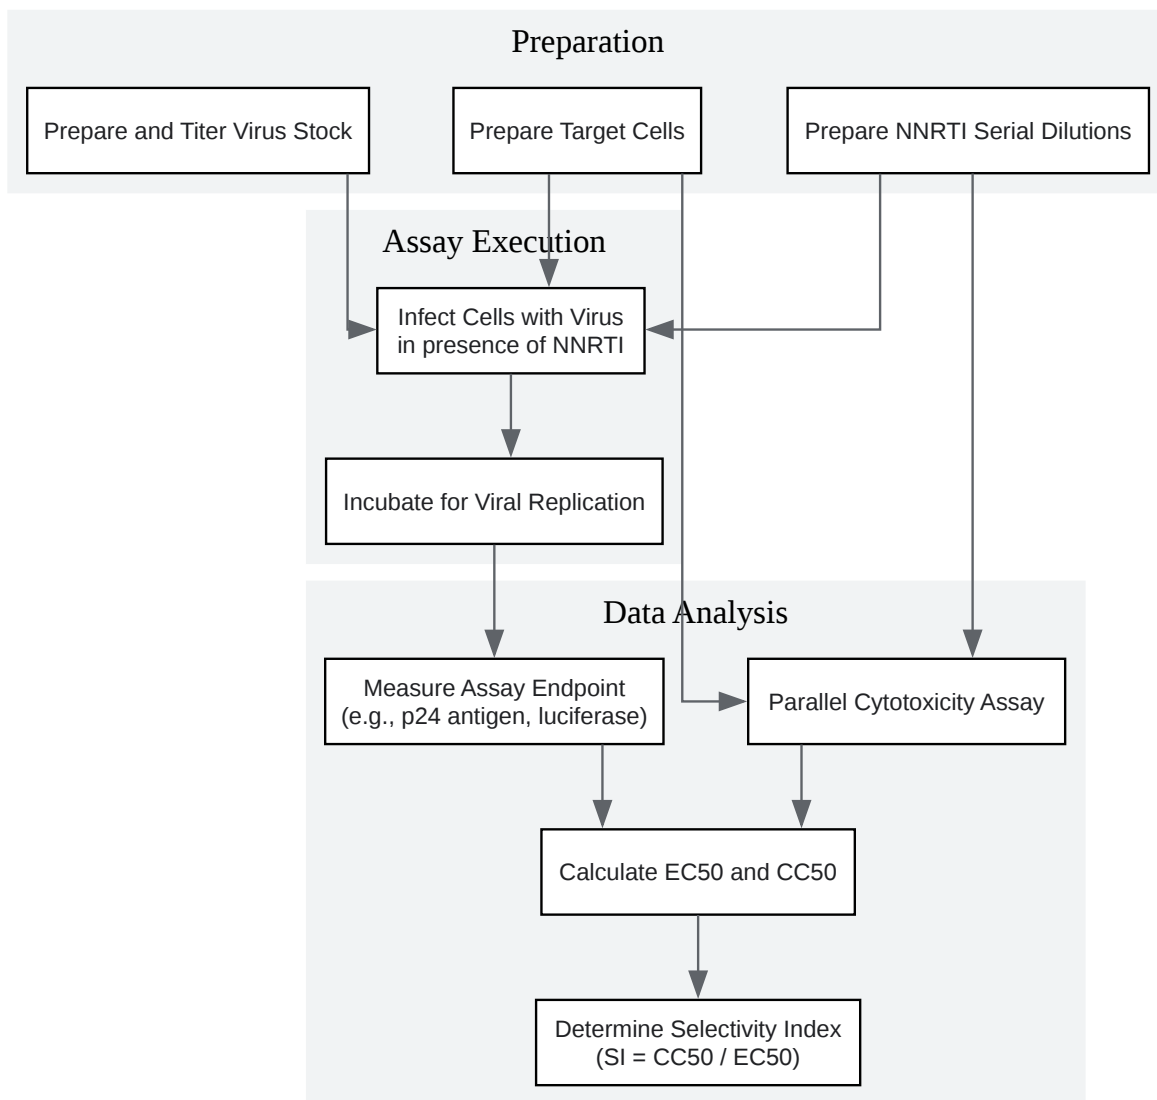 Preparation
Prepare and Titer Virus Stock
Prepare Target Cells
Prepare NNRTI Serial Dilutions
Assay Execution
Infect Cells with Virus
in presence of NNRTI
Incubate for Viral Replication
Data Analysis
Measure Assay Endpoint
(e.g., p24 antigen, luciferase)
Parallel Cytotoxicity Assay
Calculate EC50 and CC50
Determine Selectivity Index
(SI = CC50 / EC50)